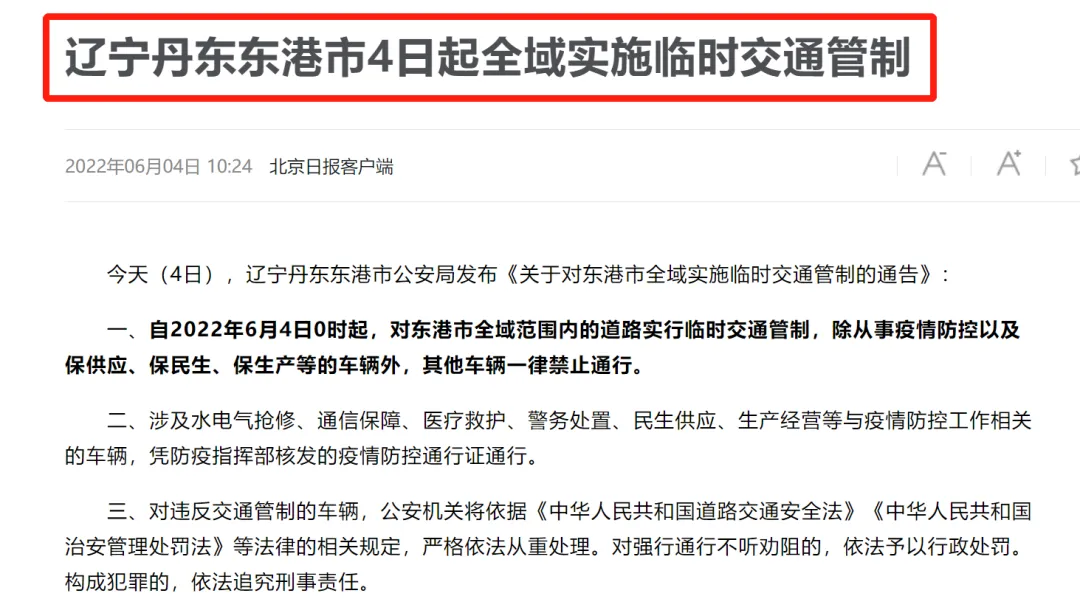 辽宁丹东东港市4日起全域实施临时交通管制
2022年06月04日 10:24 北京日报客户端
A- A+
今天（4日），辽宁丹东东港市公安局发布《关于对东港市全域实施临时交通管制的通告》：
一、自2022年6月4日0时起，对东港市全域范围内的道路实行临时交通管制，除从事疫情防控以及
保供应、保民生、保生产等的车辆外，其他车辆一律禁止通行。
二、涉及水电气抢修、通信保障、医疗救护、警务处置、民生供应、生产经营等与疫情防控工作相关
的车辆，凭防疫指挥部核发的疫情防控通行证通行。
三、对违反交通管制的车辆，公安机关将依据《中华人民共和国道路交通安全法》《中华人民共和国
治安管理处罚法》等法律的相关规定，严格依法从重处理。对强行通行不听劝阻的，依法予以行政处罚。
构成犯罪的，依法追究刑事责任。